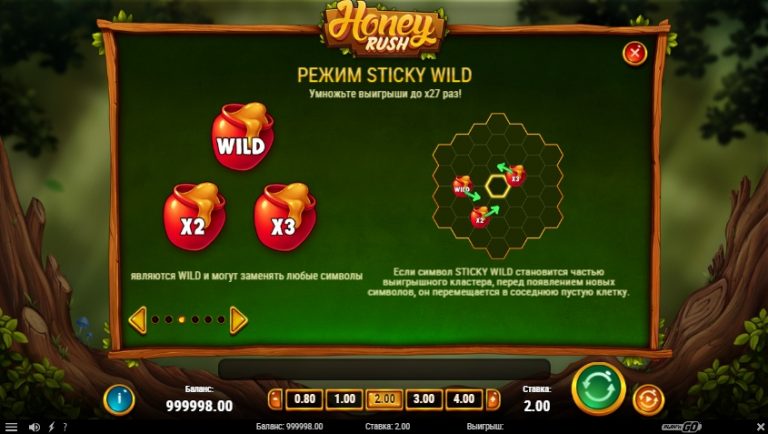 Honey
RUSH
РЕЖИМ STICKY WILD
Умножьте выигрыши до x27 раз!
WILD
X2
X3
WILD
X3
X2
являются WILD и могут заменять любые символы
Если символ STICKY WILD становится частью
выигрышного кластера, перед появлением новых
символов, он перемещается в соседнюю пустую клетку.
Баланс:
999998.00
0.80
1.00
2.00
3.00
4.00
Ставка:
2.00
Баланс: 999998.00
Ставка: 2.00
Выигрыш:
PLAY'n GO